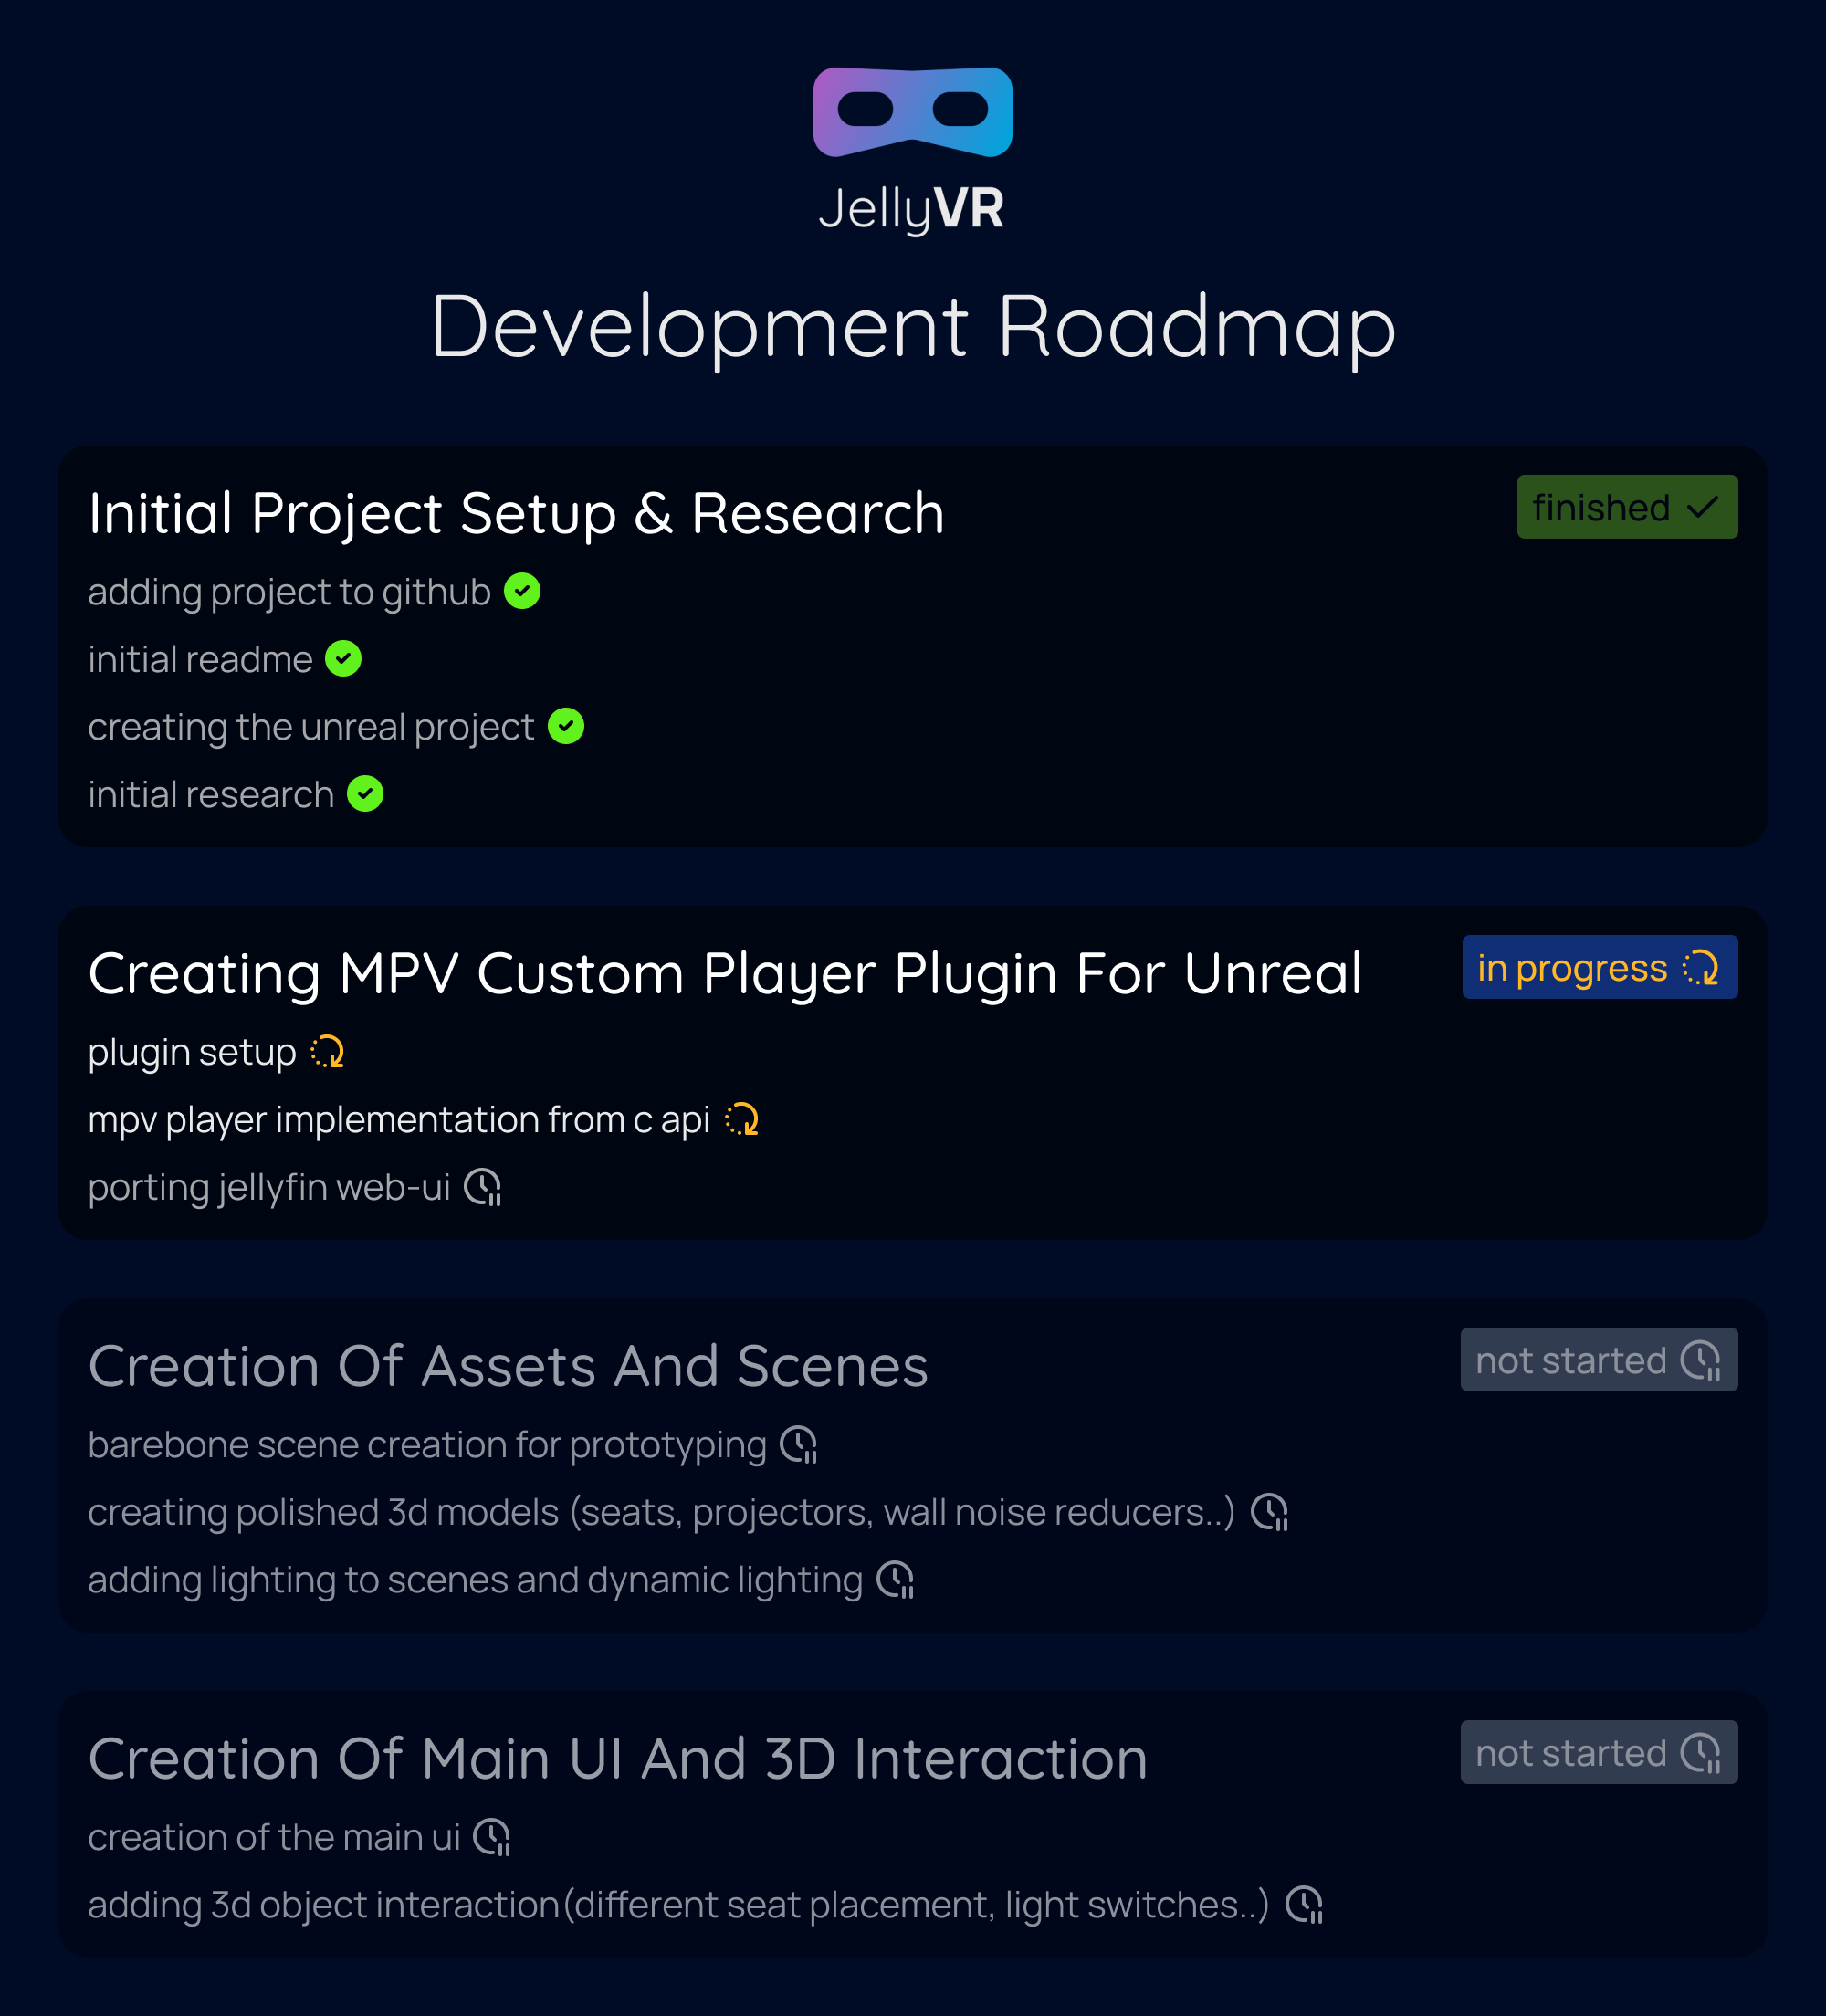 JellyVR
Development Roadmap
Initial Project Setup & Research
finished
adding project to github
initial readme
creating the unreal project
initial research
Creating MPV Custom Player Plugin For Unreal
in progress
plugin setup
mpv player implementation from c api
porting jellyfin web-ui
Creation Of Assets And Scenes
not started
barebone scene creation for prototyping
creating polished 3d models (seats, projectors, wall noise reducers..)
adding lighting to scenes and dynamic lighting
Creation Of Main UI And 3D Interaction
not started
creation of the main ui
adding 3d object interaction(different seat placement, light switches..)